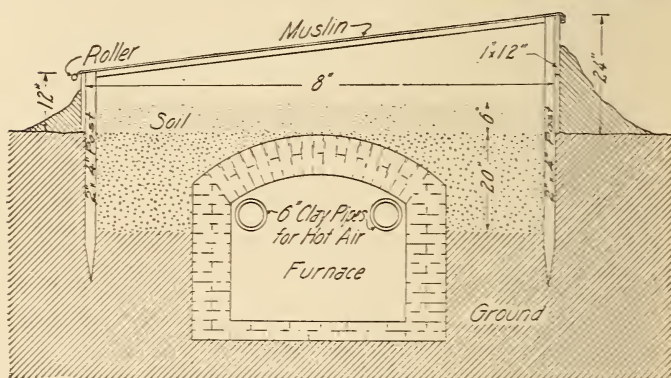 Muslin
Roller
1"x12"
24"
12"
8"
Soil
6"
20"
2"x4" Post
2"x4" Post
6" Clay Pipes
for Hot Air
Furnace
Ground